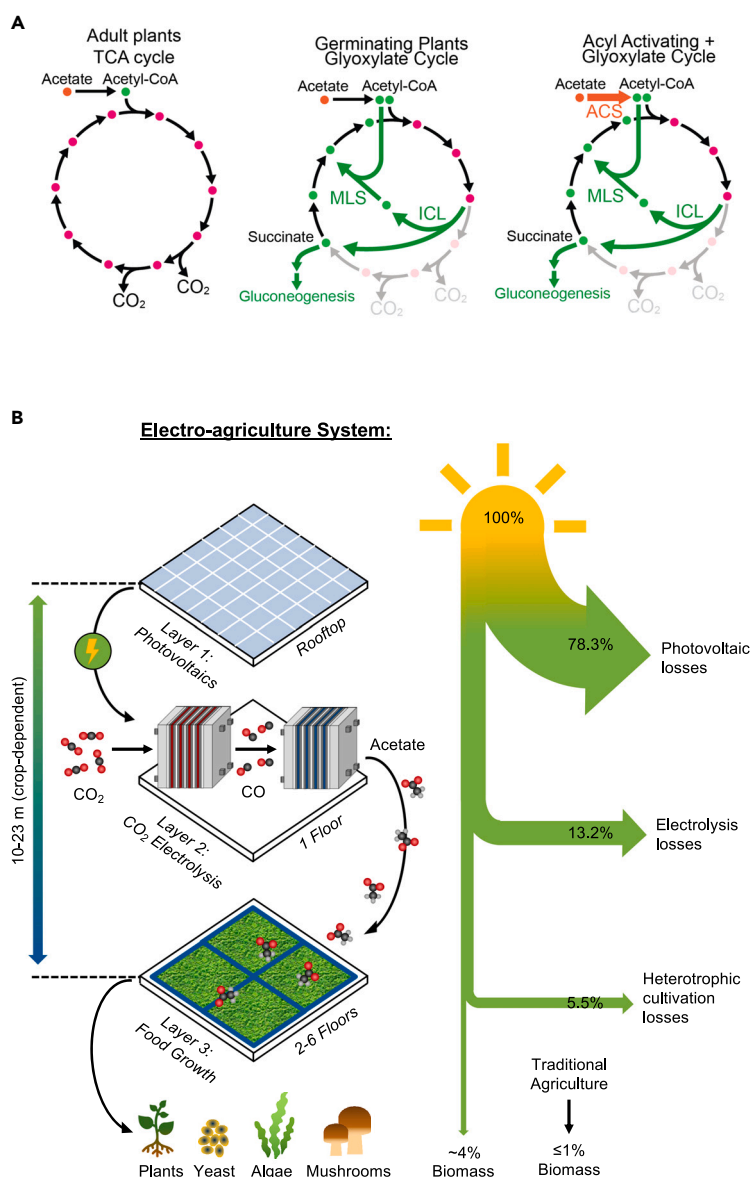 A
Adult plants
TCA cycle
Acetate
Acetyl-CoA
CO2
CO2
Germinating Plants
Glyoxylate Cycle
Acetate
Acetyl-CoA
MLS
ICL
Succinate
Gluconeogenesis
CO2
CO2
Acyl Activating +
Glyoxylate Cycle
Acetate
Acetyl-CoA
ACS
MLS
ICL
Succinate
Gluconeogenesis
CO2
CO2
B
Electro-agriculture System:
10-23 m (crop-dependent)
Layer 1:
Photovoltaics
Rooftop
CO2
CO
Acetate
Layer 2:
CO2 Electrolysis
1 Floor
Layer 3:
Food Growth
2-6 Floors
Plants
Yeast
Algae
Mushrooms
100%
78.3%
Photovoltaic
losses
13.2%
Electrolysis
losses
5.5%
Heterotrophic
cultivation
losses
Traditional
Agriculture
~4%
Biomass
≤1%
Biomass